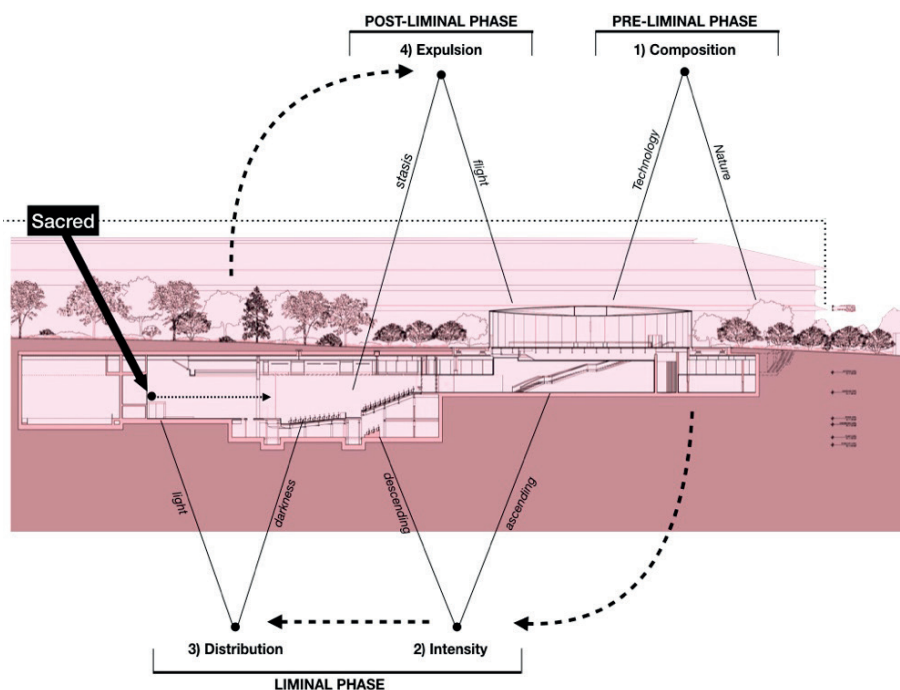 POST-LIMINAL PHASE
PRE-LIMINAL PHASE
4) Expulsion
1) Composition
stasis
flight
Technology
Nature
Sacred
light
darkness
descending
ascending
3) Distribution
2) Intensity
LIMINAL PHASE